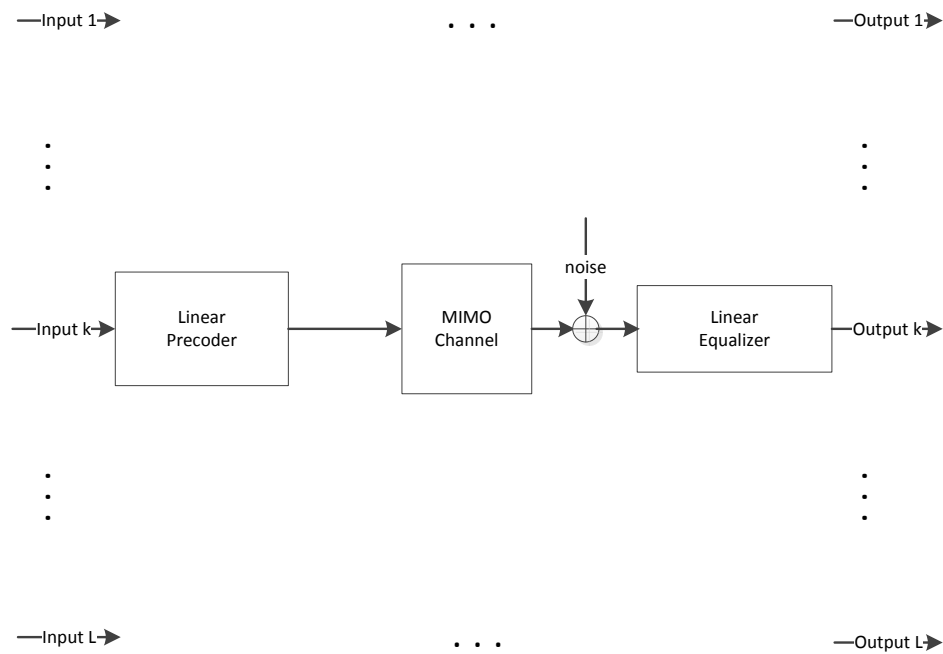 Input 1
. . .
Output 1
noise
Input k
Linear
Precoder
MIMO
Channel
Linear
Equalizer
Output k
Input L
. . .
Output L